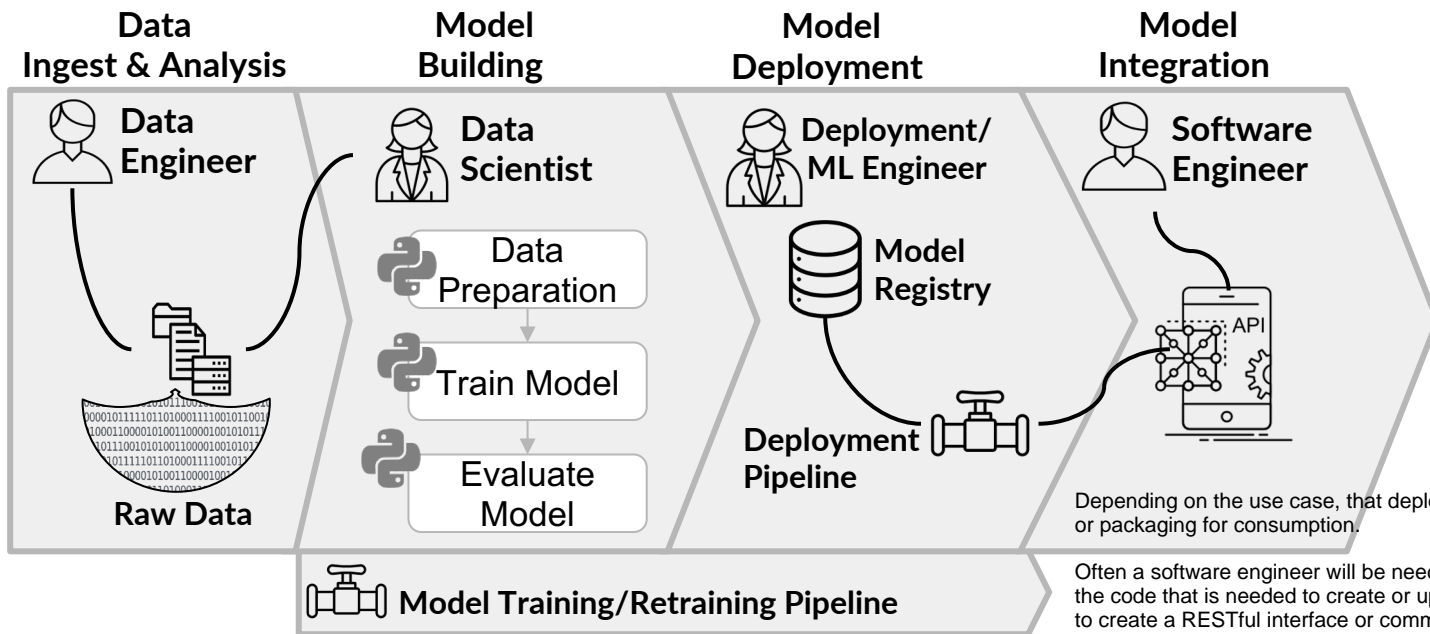 Data
Ingest & Analysis
Model
Building
Model
Deployment
Model
Integration
Data
Engineer
Data
Scientist
Deployment/
ML Engineer
Software
Engineer
Data
Preparation
Train Model
Evaluate
Model
Model
Registry
Deployment
Pipeline
API
Raw Data
Depending on the use case, that
or packaging for consumption.
Often a software engineer will be
the code that is needed to create or
to create a RESTful interface or
Model Training/Retraining Pipeline